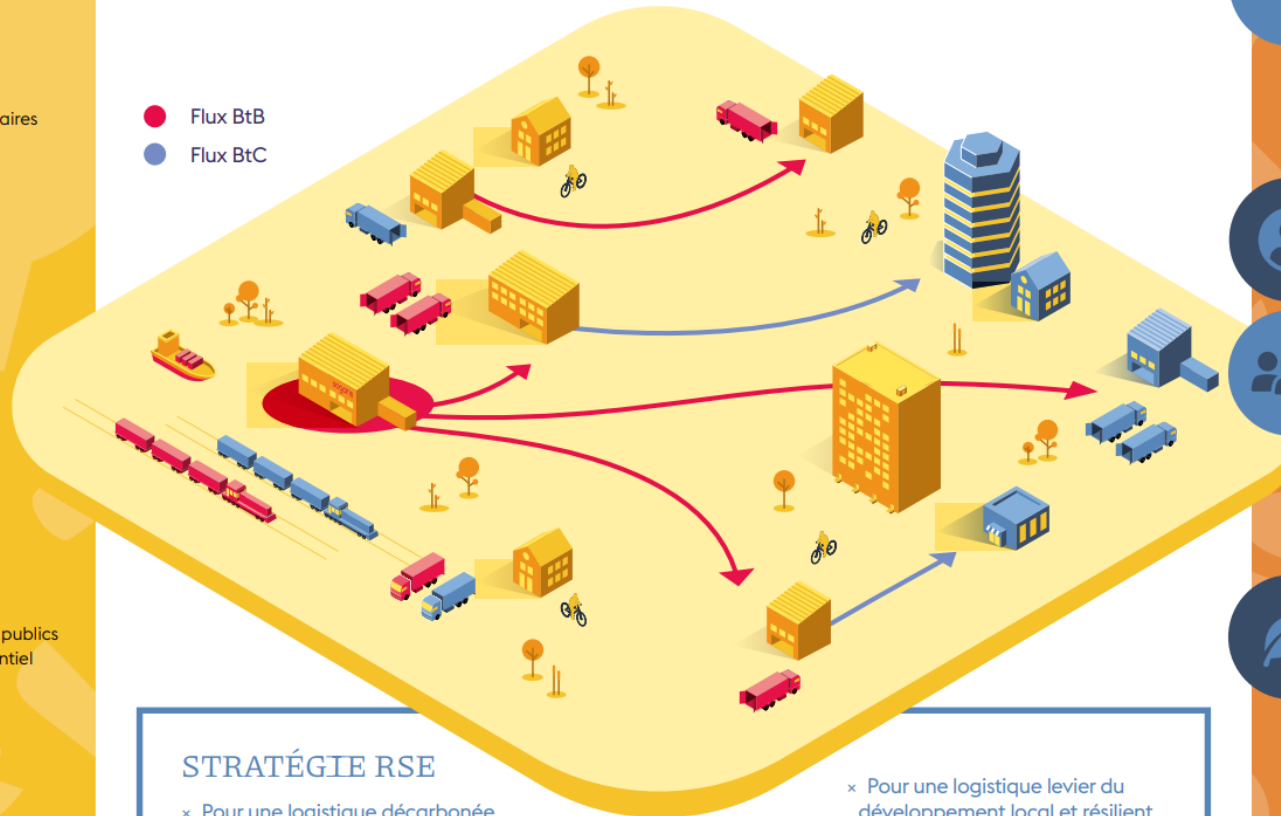 aires
Flux BtB
Flux BtC
publics
ntiel
STRATÉGIE RSE
× Pour une logistique décarbonée
× Pour une logistique levier du
développement local et résilient